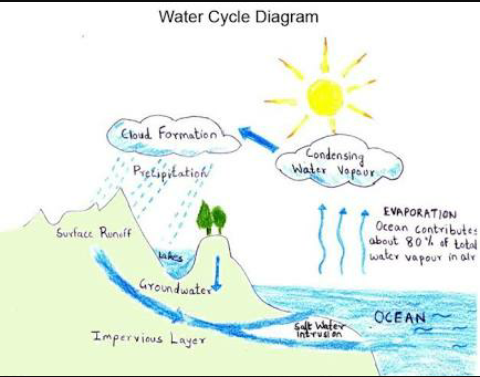 Water Cycle Diagram
Cloud Formation
Condensing
Water Vapour
Precipitation
EVAPORATION
Ocean contributes
about 80% of total
water vapour in air
Surface Runoff
Lakes
Groundwater
OCEAN
Salt Water
Intrusion
Impervious Layer